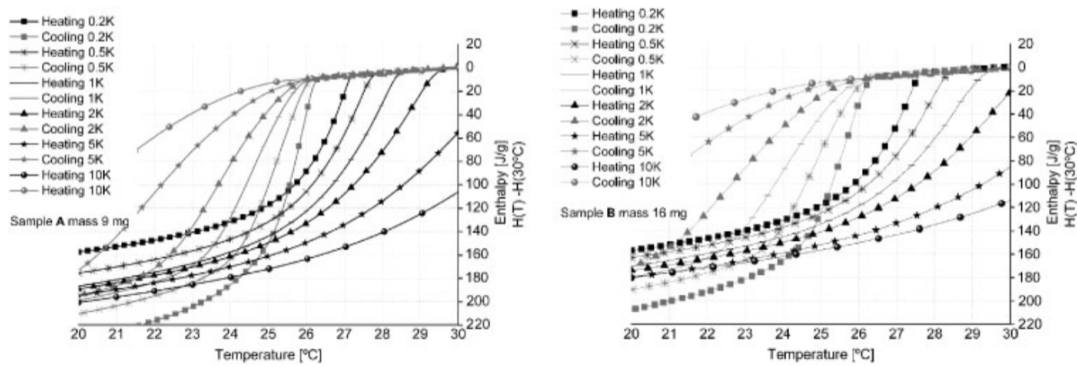 Heating 0.2K
Cooling 0.2K
Heating 0.5K
Cooling 0.5K
Heating 1K
Cooling 1K
Heating 2K
Cooling 2K
Heating 5K
Cooling 5K
Heating 10K
Heating 10K
Sample A mass 9 mg
20
0
20
40
60
80
100
120
140
160
180
200
220
Enthalpy [J/g]
H(T) -H(30ºC)
20 21 22 23 24 25 26 27 28 29 30
Temperature [ºC]
Heating 0.2K
Cooling 0.2K
Heating 0.5K
Cooling 0.5K
Heating 1K
Cooling 1K
Heating 2K
Cooling 2K
Heating 5K
Cooling 5K
Heating 10K
Cooling 10K
Sample B mass 16 mg
20
0
20
40
60
80
100
120
140
160
180
200
220
Enthalpy [J/g]
H(T) -H(30ºC)
20 21 22 23 24 25 26 27 28 29 30
Temperature [ºC]